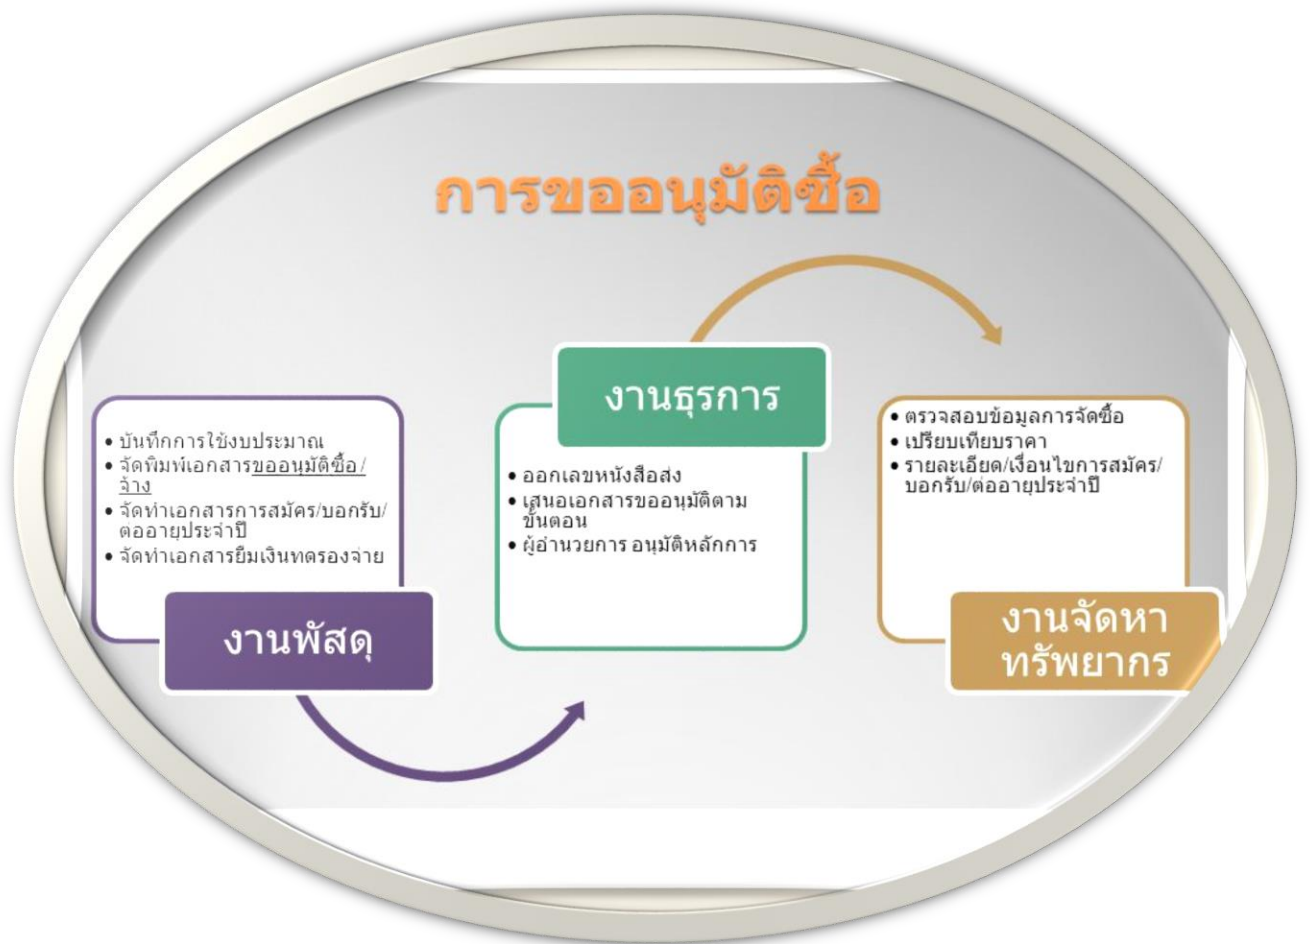 การขออนุมัติซื้อ
• บันทึกการใช้งบประมาณ
• จัดพิมพ์เอกสารขออนุมัติซื้อ/
จ้าง
• จัดทำเอกสารการสมัคร/บอกรับ/
ต่ออายุประจำปี
• จัดทำเอกสารยืมเงินทดรองจ่าย
งานพัสดุ
งานธุรการ
• ออกเลขหนังสือส่ง
• เสนอเอกสารขออนุมัติตาม
ขั้นตอน
• ผู้อำนวยการ อนุมัติหลักการ
• ตรวจสอบข้อมูลการจัดซื้อ
• เปรียบเทียบราคา
• รายละเอียด/เงื่อนไขการสมัคร/
บอกรับ/ต่ออายุประจำปี
งานจัดหา
ทรัพยากร